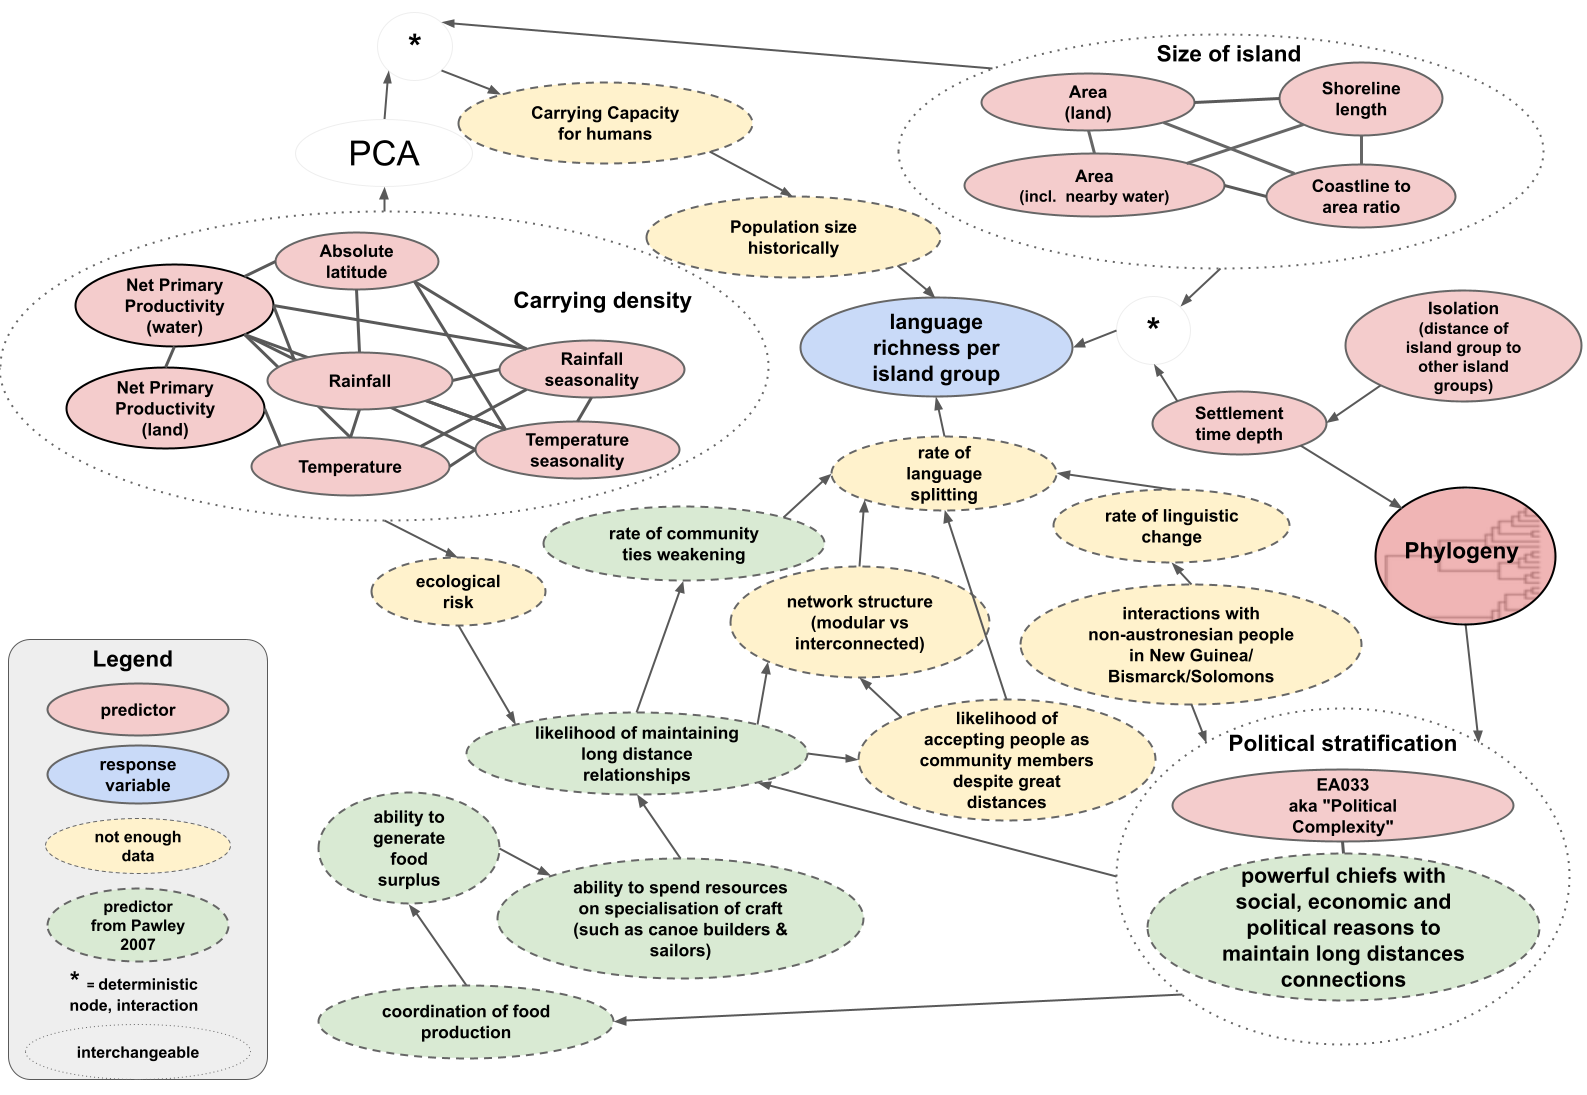 *
Size of island
Area
(land)
Shoreline
length
Area
(incl. nearby water)
Coastline to
area ratio
Carrying Capacity
for humans
PCA
Population size
historically
Absolute
latitude
Net Primary
Productivity
(water)
Carrying density
Rainfall
Rainfall
seasonality
Net Primary
Productivity
(land)
Temperature
Temperature
seasonality
language
richness per
island group
*
Isolation
(distance of
island group to
other island
groups)
Settlement
time depth
rate of
language
splitting
rate of community
ties weakening
rate of linguistic
change
Phylogeny
ecological
risk
network structure
(modular vs
interconnected)
interactions with
non-austronesian people
in New Guinea/
Bismarck/Solomons
likelihood of maintaining
long distance
relationships
likelihood of
accepting people as
community members
despite great
distances
Political stratification
EA033
aka "Political
Complexity"
powerful chiefs with
social, economic and
political reasons to
maintain long distances
connections
ability to
generate
food
surplus
ability to spend resources
on specialisation of craft
(such as canoe builders &
sailors)
coordination of food
production
Legend
predictor
response
variable
not enough
data
predictor
from Pawley
2007
* = deterministic
node, interaction
interchangeable